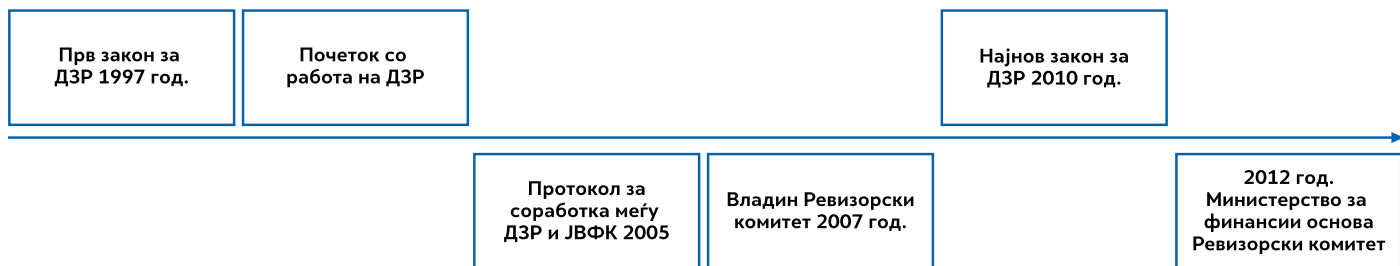 Прв закон за
ДЗР 1997 год.
Почеток со
работа на ДЗР
Протокол за
соработка меѓу
ДЗР и ЈВФК 2005
Владин Ревизорски
комитет 2007 год.
Најнов закон за
ДЗР 2010 год.
2012 год.
Министерство за
финансии основа
Ревизорски комитет